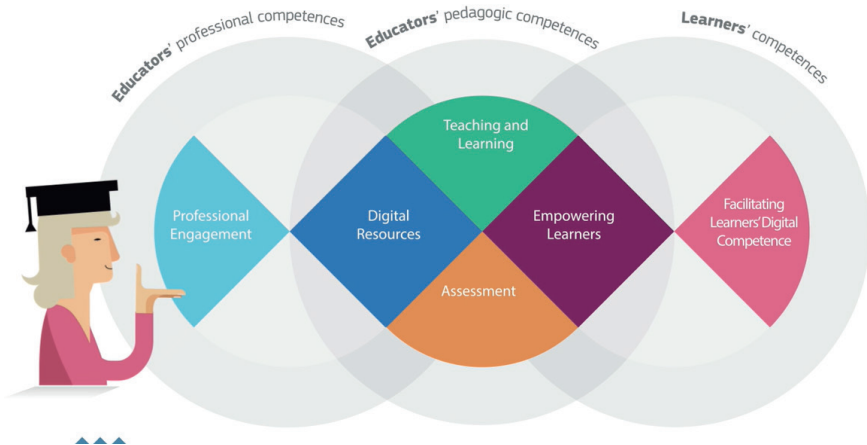 Educators' professional competences
Educators' pedagogic competences
Learners' competences
Teaching and
Learning
Professional
Engagement
Digital
Resources
Empowering
Learners
Facilitating
Learners' Digital
Competence
Assessment